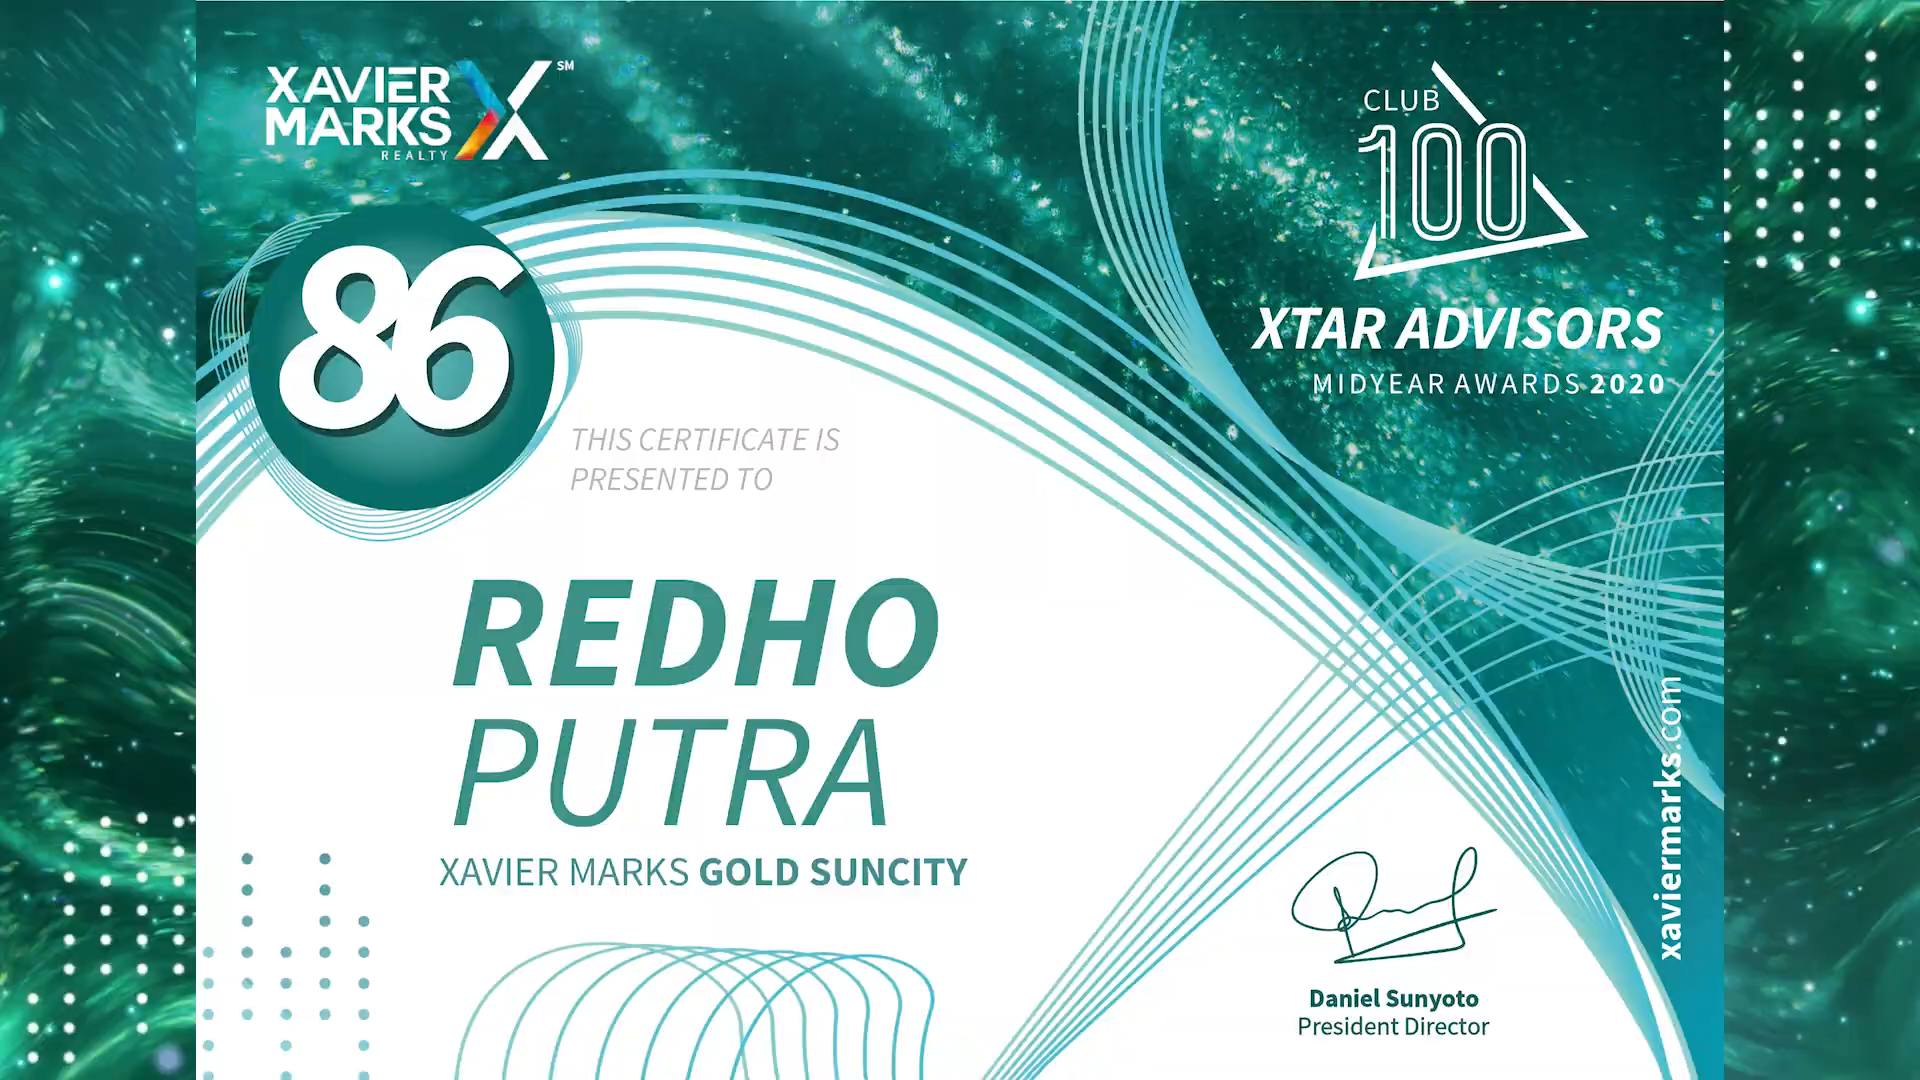 XAVIER
MARKS
REALTY
X SM
CLUB
100
XTAR ADVISORS
MIDYEAR AWARDS 2020
86
THIS CERTIFICATE IS
PRESENTED TO
REDHO
PUTRA
XAVIER MARKS GOLD SUNCITY
xaviermarks.com
Daniel Sunyoto
President Director